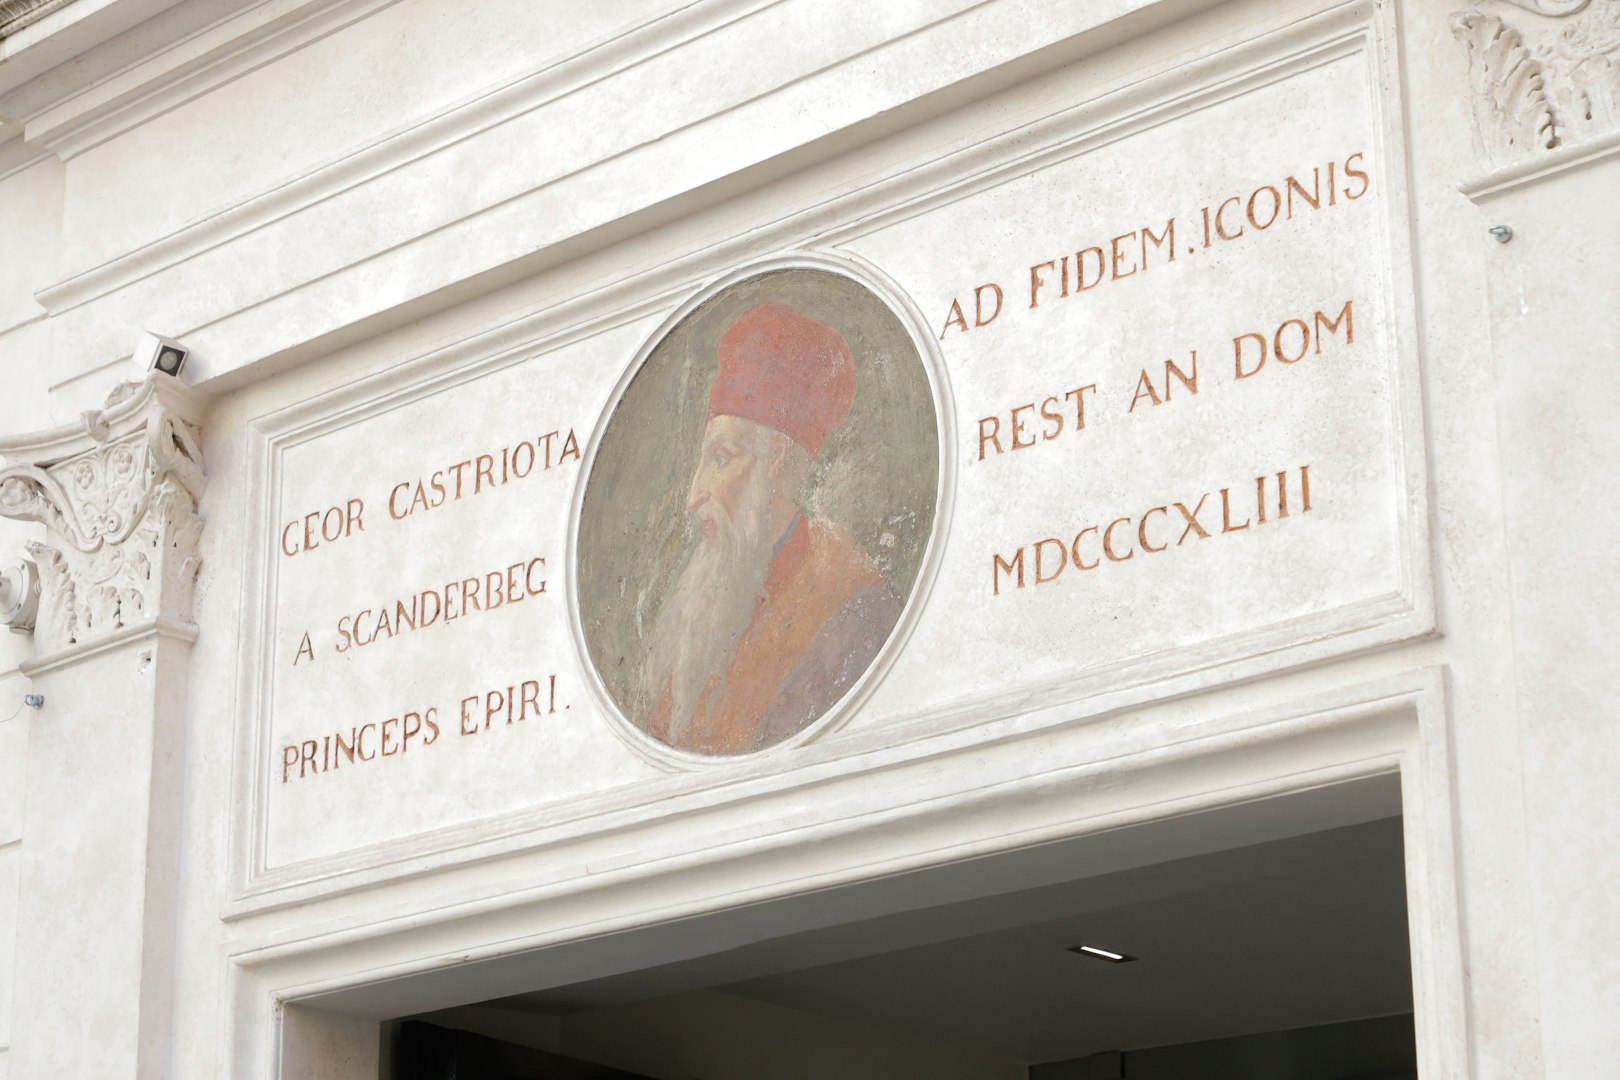 GEOR CASTRIOTA
A SCANDERBEG
PRINCEPS EPIRI.
AD FIDEM. ICONIS
REST AN DOM
MDCCCXLIII